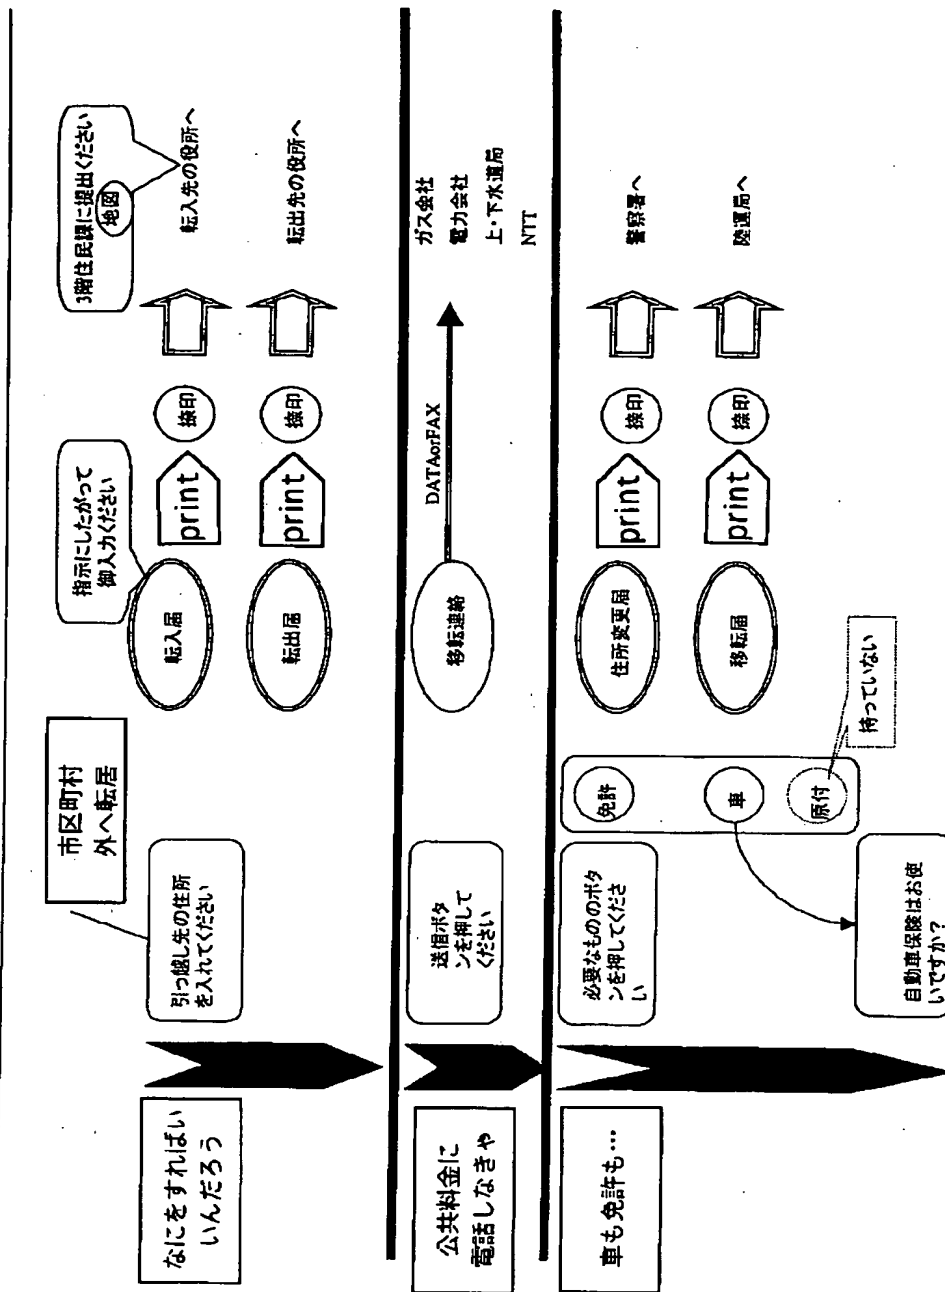 なにをすればい
いんだろう
引っ越し先の住所
を入れてください
市区町村
外へ転居
指示にしたがって
御入力ください
転入届
print
捺印
3階住民課に提出ください
地図
転入先の役所へ
転出届
print
捺印
転出先の役所へ
公共料金に
電話しなきゃ
送信ボタ
ンを押して
ください
移転連絡
DATAorFAX
ガス会社
電力会社
上・下水道局
NTT
車も免許も…
必要なもののボタ
ンを押してくださ
い
免許
住所変更届
print
捺印
警察署へ
車
移転届
print
捺印
陸運局へ
原付
持っていない
自動車保険はお使
いですか?